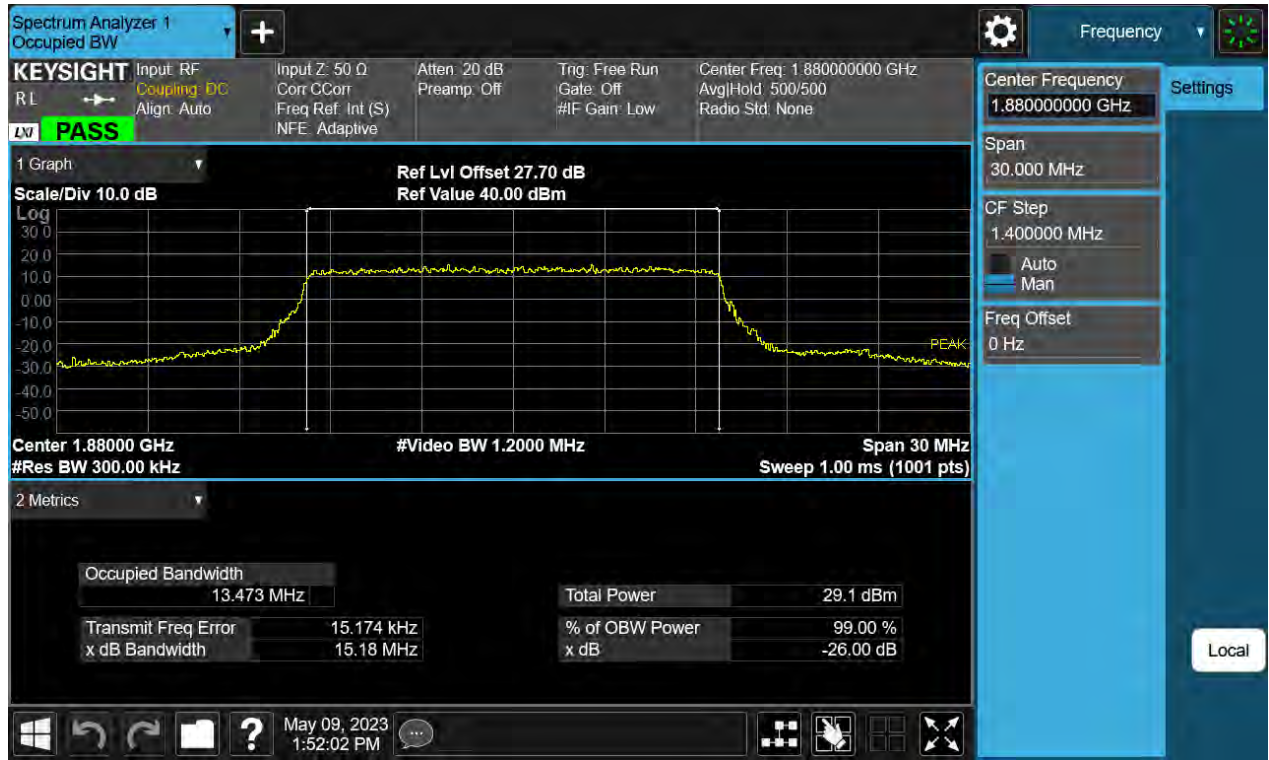 Spectrum Analyzer 1
Occupied BW
+
Frequency
KEYSIGHT
RL
LXI
PASS
Input: RF
Coupling: DC
Align: Auto
Input Z: 50 Ω
Corr CCorr
Freq Ref: Int (S)
NFE: Adaptive
Atten: 20 dB
Preamp: Off
Trig: Free Run
Gate: Off
#IF Gain: Low
Center Freq: 1.880000000 GHz
Avg|Hold: 500/500
Radio Std: None
1 Graph
Scale/Div 10.0 dB
Ref Lvl Offset 27.70 dB
Ref Value 40.00 dBm
Log
30.0
20.0
10.0
0.00
-10.0
-20.0
-30.0
-40.0
-50.0
PEAK
Center 1.88000 GHz
#Res BW 300.00 kHz
#Video BW 1.2000 MHz
Span 30 MHz
Sweep 1.00 ms (1001 pts)
2 Metrics
Occupied Bandwidth
13.473 MHz
Transmit Freq Error 15.174 kHz
x dB Bandwidth 15.18 MHz
Total Power 29.1 dBm
% of OBW Power 99.00 %
x dB -26.00 dB
Center Frequency
1.880000000 GHz
Span
30.000 MHz
CF Step
1.400000 MHz
Auto
Man
Freq Offset
0 Hz
Settings
Local
?
May 09, 2023
1:52:02 PM